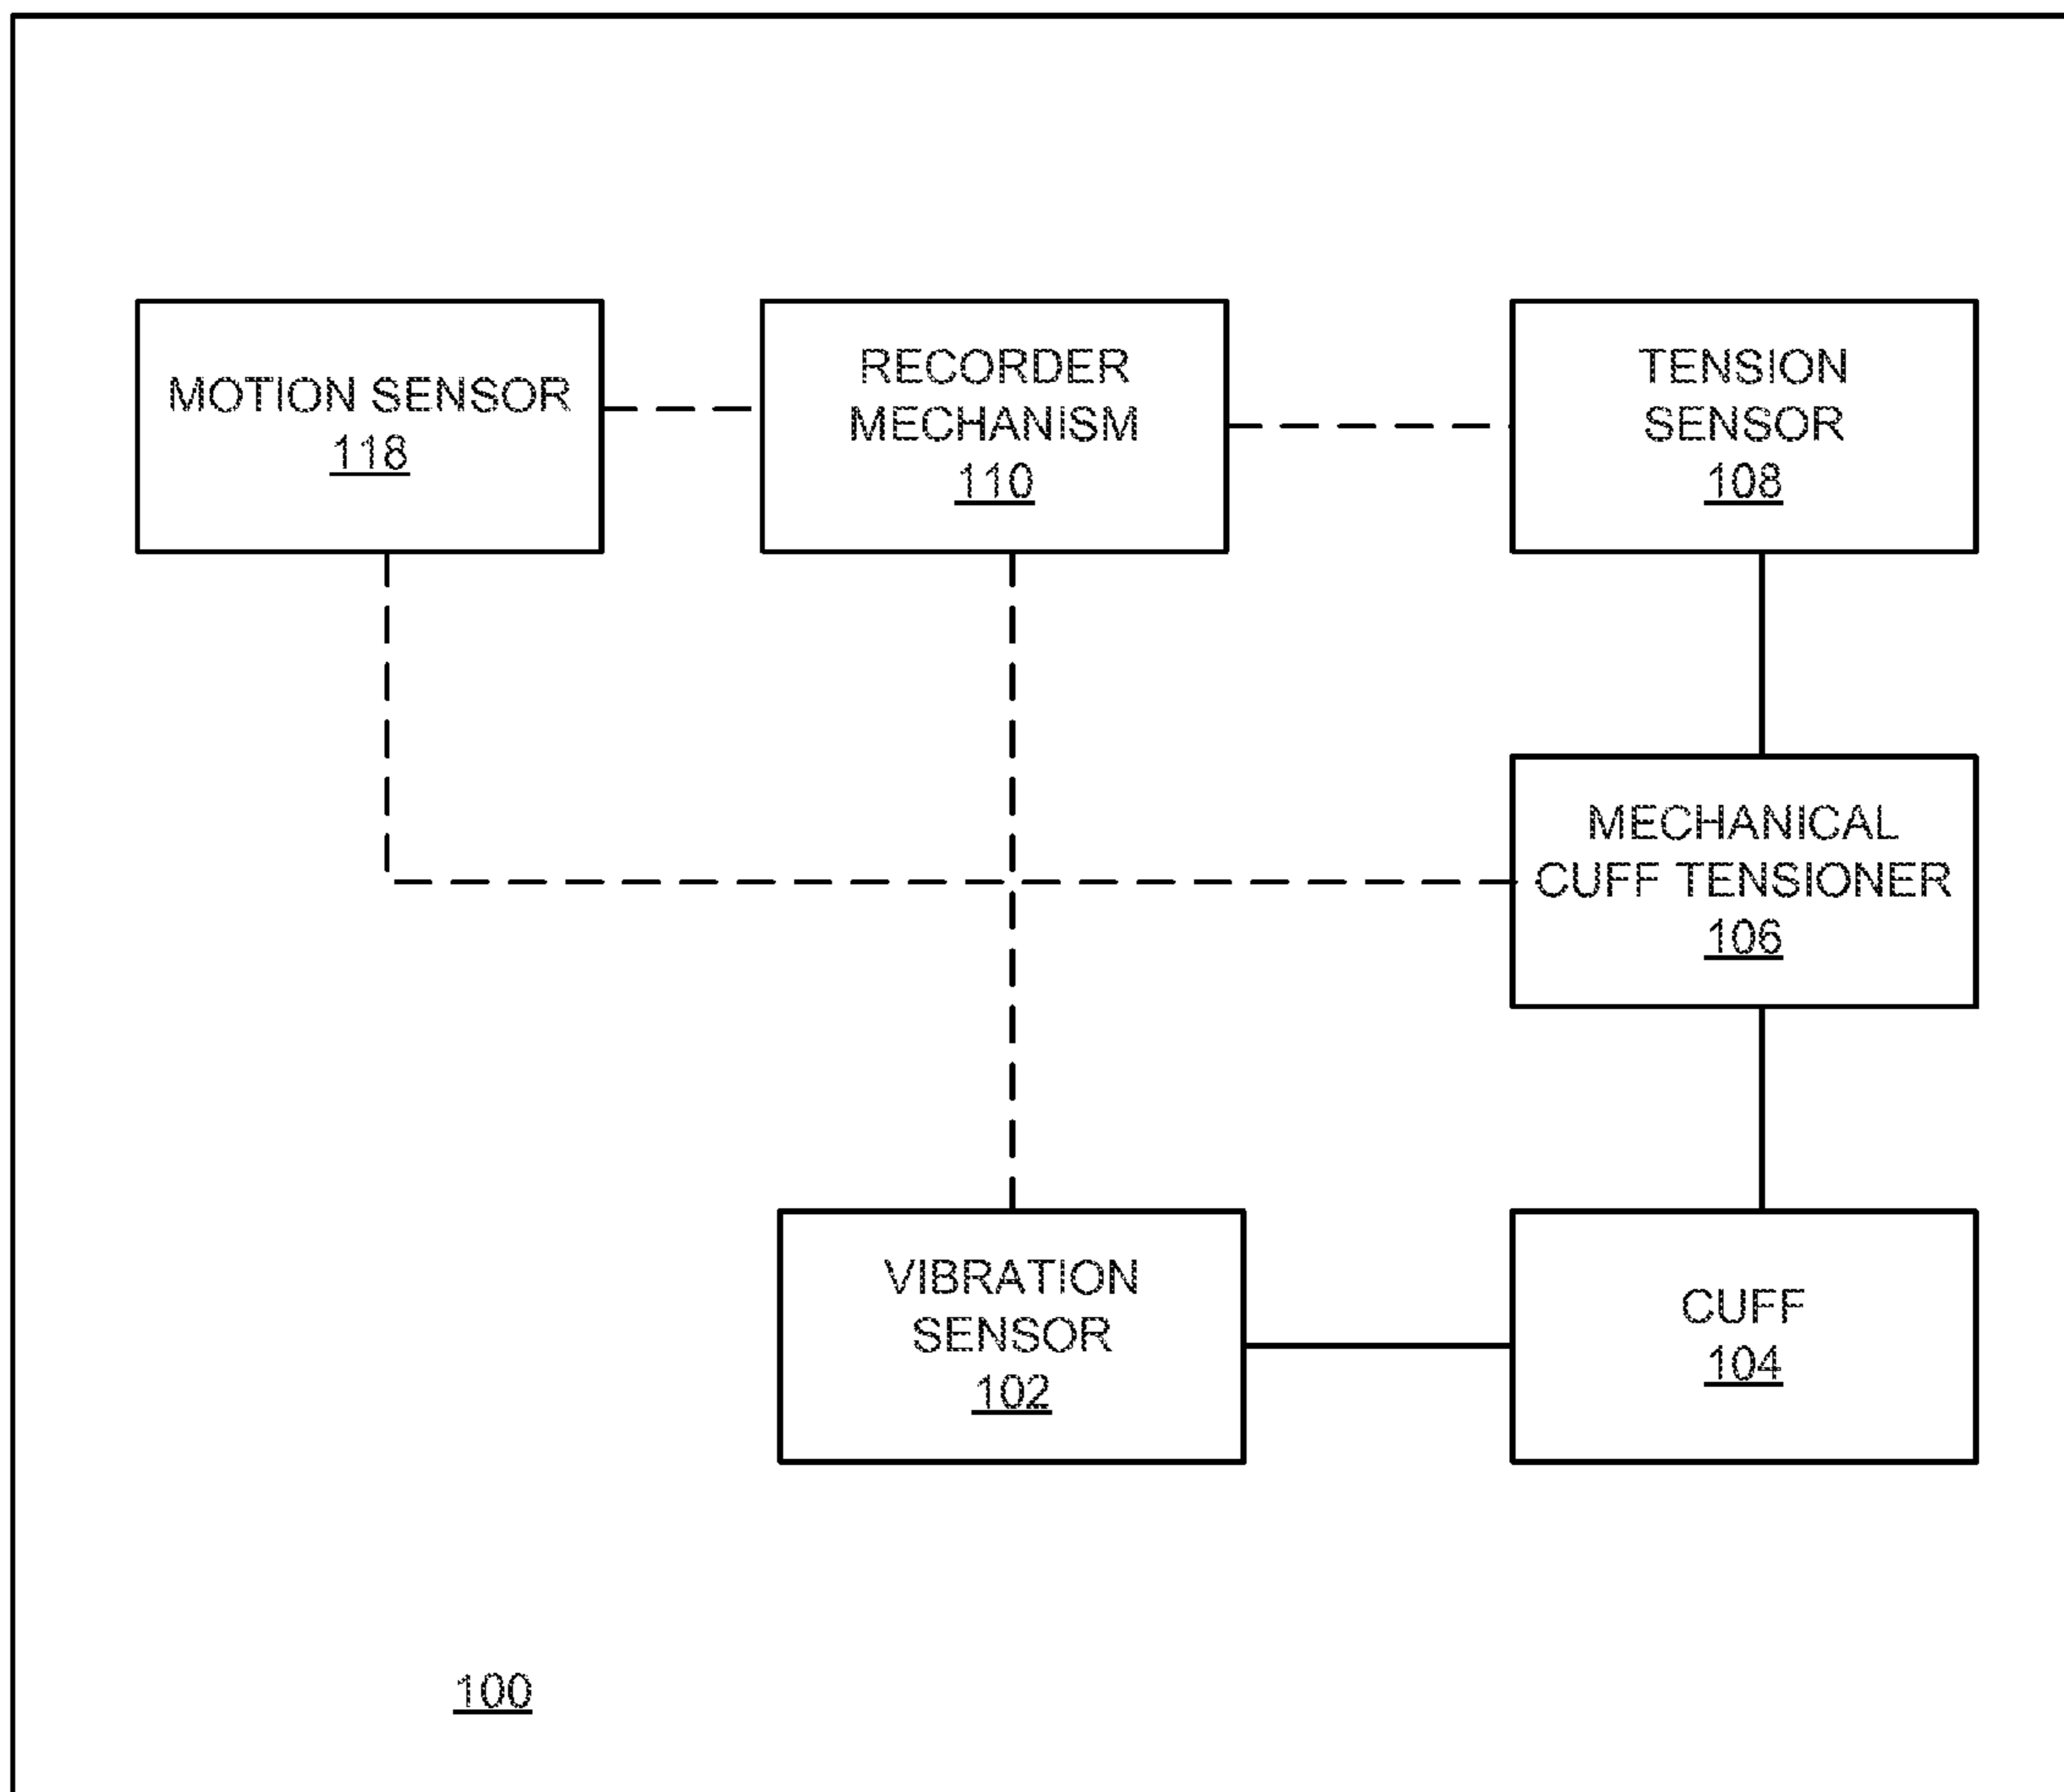 MOTION SENSOR
118
RECORDER
MECHANISM
110
TENSION
SENSOR
108
MECHANICAL
CUFF TENSIONER
106
VIBRATION
SENSOR
102
CUFF
104
100